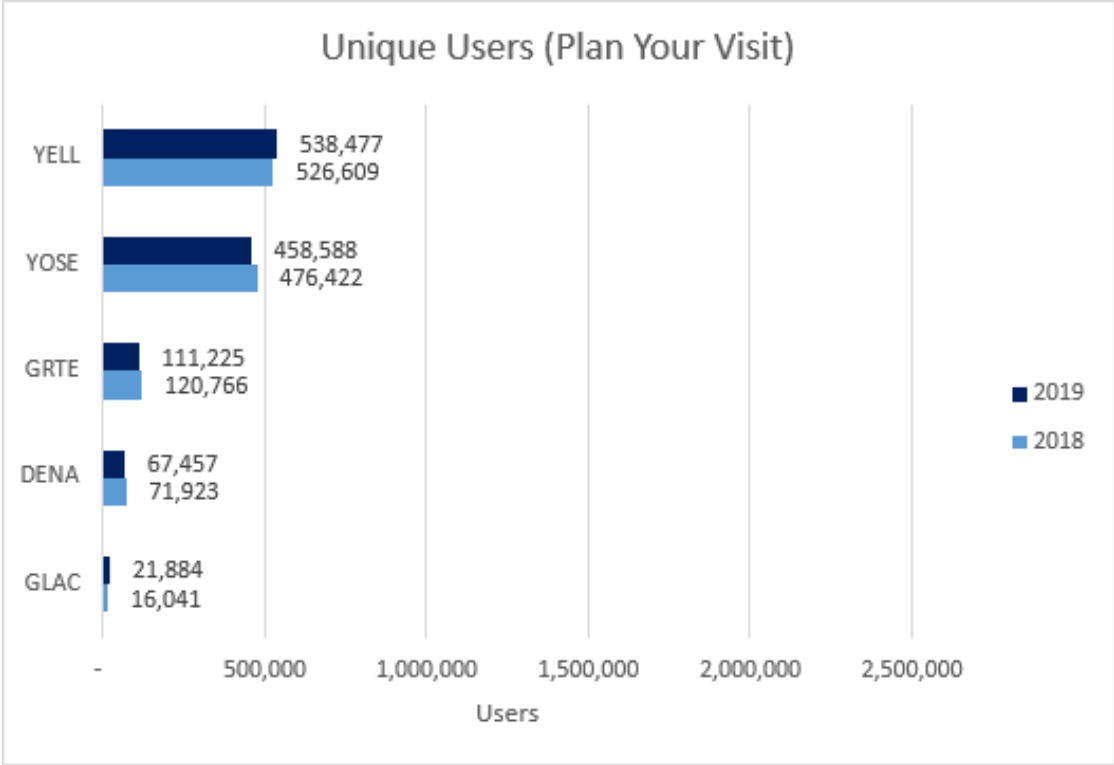 Unique Users (Plan Your Visit)
YELL
538,477
526,609
YOSE
458,588
476,422
GRTE
111,225
120,766
DENA
67,457
71,923
GLAC
21,884
16,041
2019
2018
- 500,000 1,000,000 1,500,000 2,000,000 2,500,000
Users